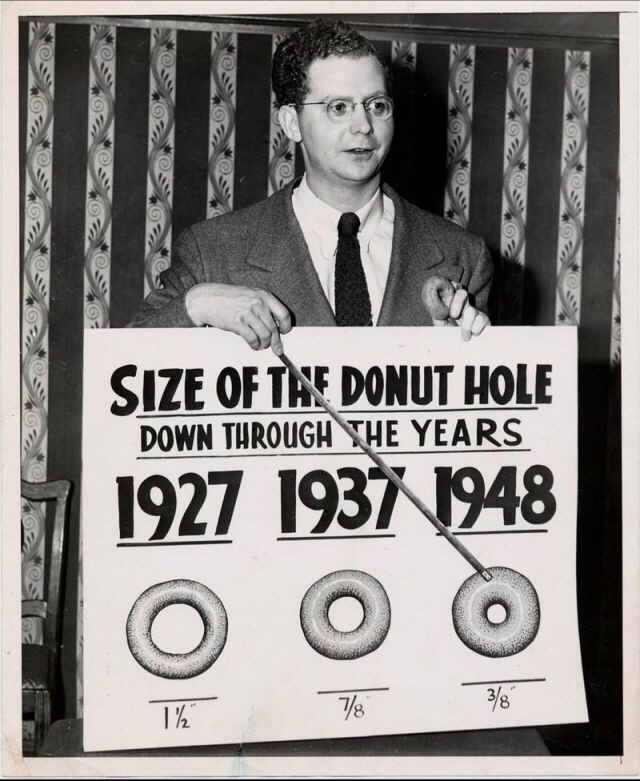 SIZE OF THE DONUT HOLE
DOWN THROUGH THE YEARS
1927 1937 1948
1½" 7/8" 3/8"